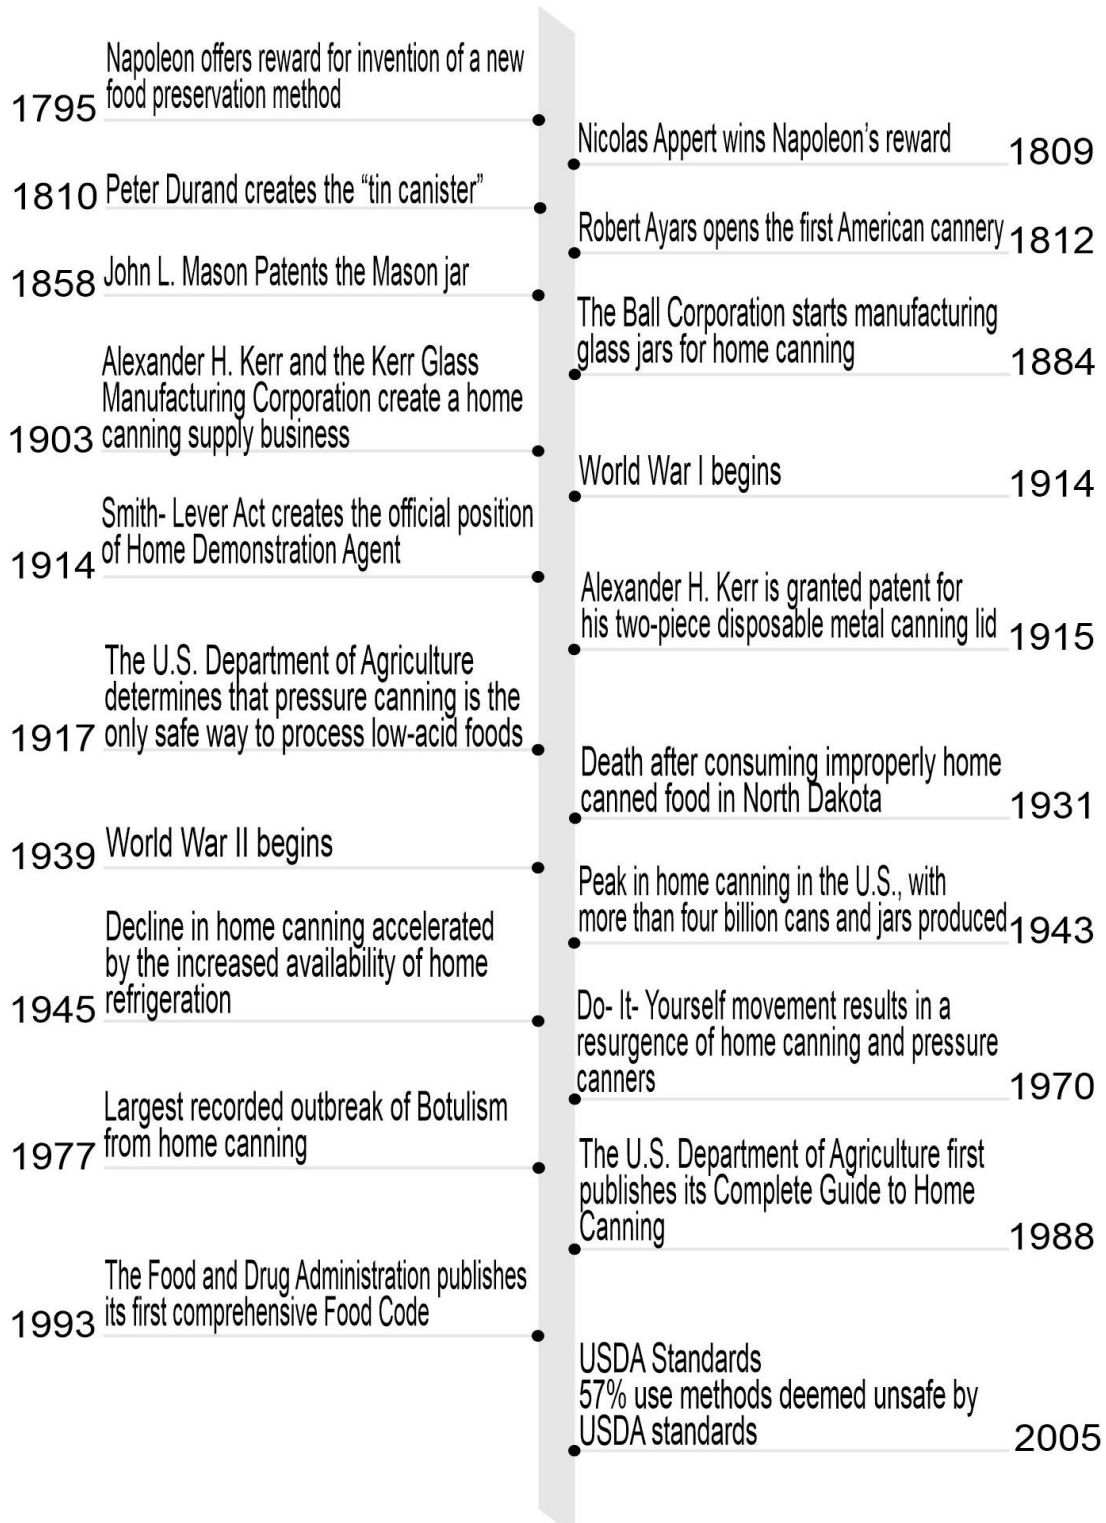 Napoleon offers reward for invention of a new
food preservation method
1795
Nicolas Appert wins Napoleon’s reward
1809
1810
Peter Durand creates the “tin canister”
Robert Ayars opens the first American cannery
1812
1858
John L. Mason Patents the Mason jar
The Ball Corporation starts manufacturing
glass jars for home canning
1884
Alexander H. Kerr and the Kerr Glass
Manufacturing Corporation create a home
canning supply business
1903
World War I begins
1914
Smith- Lever Act creates the official position
of Home Demonstration Agent
1914
Alexander H. Kerr is granted patent for
his two-piece disposable metal canning lid
1915
The U.S. Department of Agriculture
determines that pressure canning is the
only safe way to process low-acid foods
1917
Death after consuming improperly home
canned food in North Dakota
1931
1939
World War II begins
Peak in home canning in the U.S., with
more than four billion cans and jars produced
1943
Decline in home canning accelerated
by the increased availability of home
refrigeration
1945
Do- It- Yourself movement results in a
resurgence of home canning and pressure
canners
1970
Largest recorded outbreak of Botulism
from home canning
1977
The U.S. Department of Agriculture first
publishes its Complete Guide to Home
Canning
1988
The Food and Drug Administration publishes
its first comprehensive Food Code
1993
USDA Standards
57% use methods deemed unsafe by
USDA standards
2005